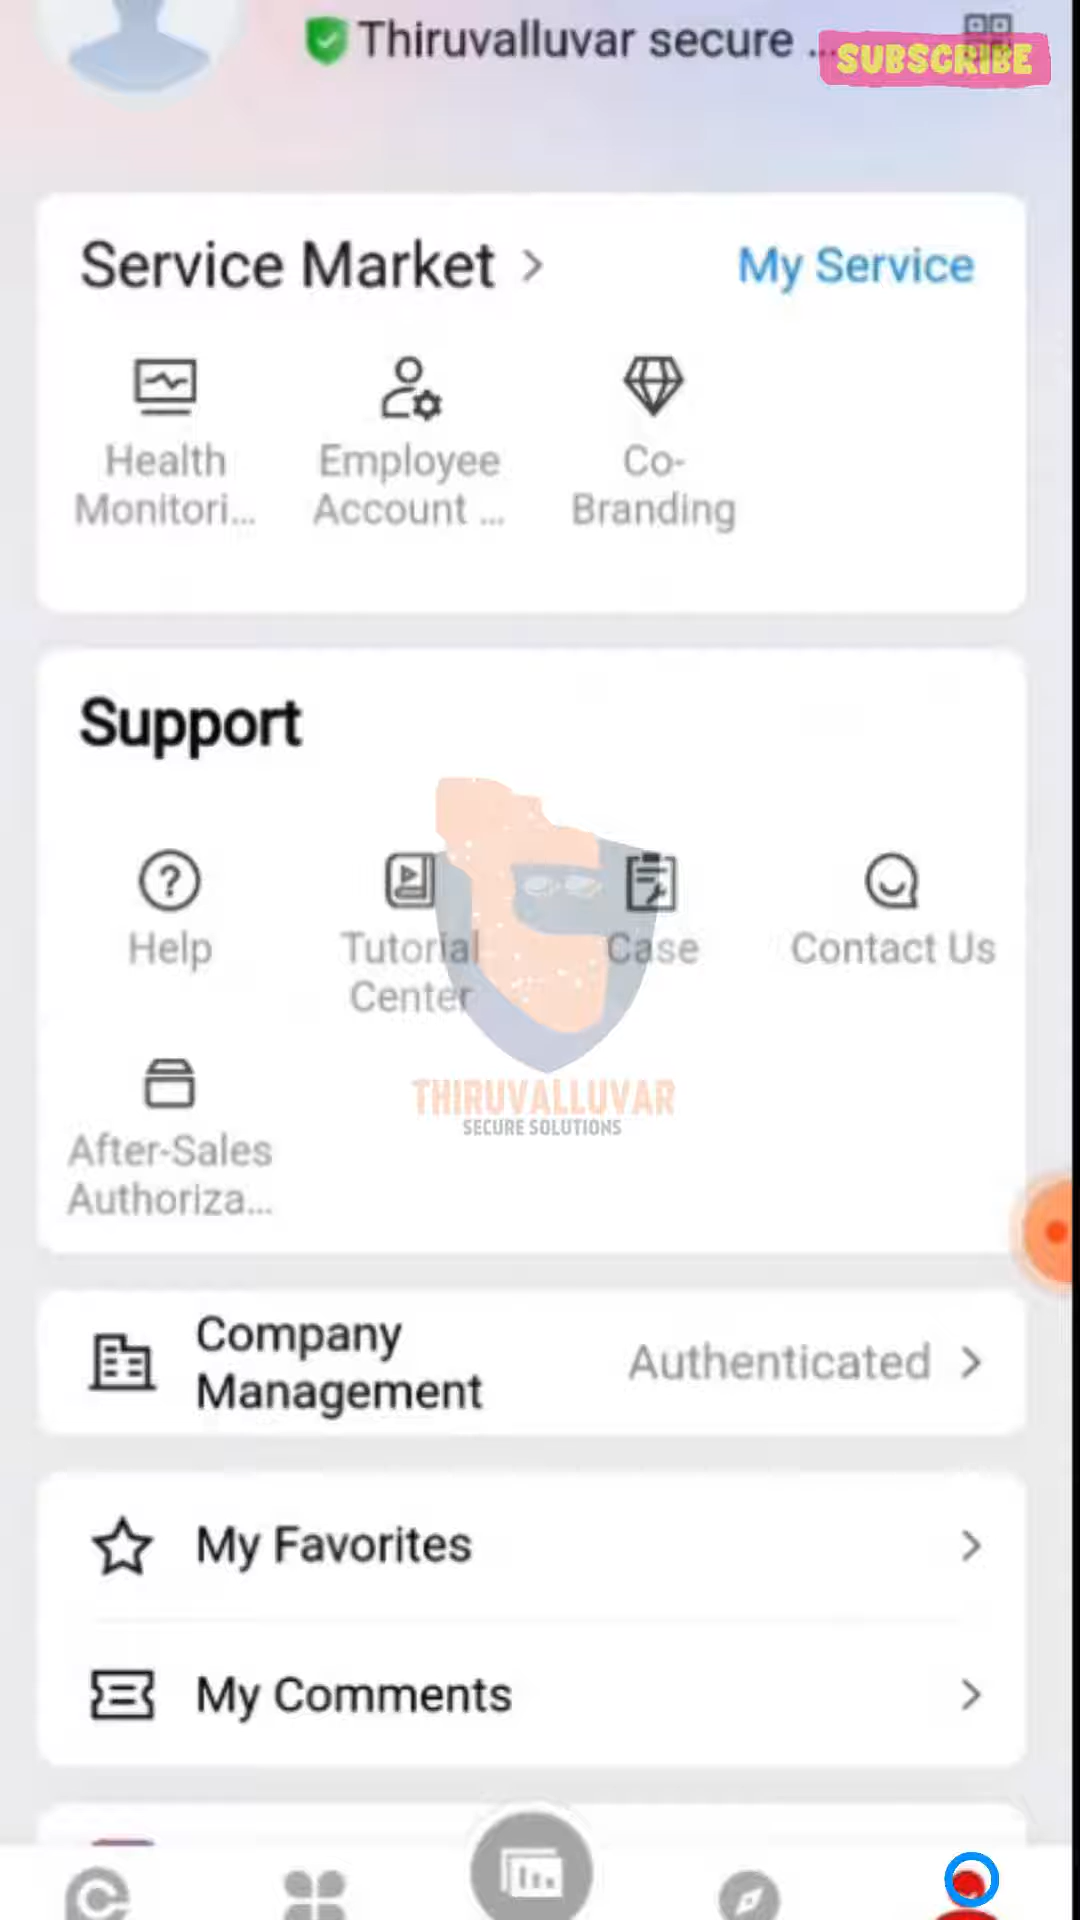 Thiruvalluvar secure ...
SUBSCRIBE
Service Market
My Service
Health
Monitori...
Employee
Account ...
Co-
Branding
Support
Help
Tutorial
Center
Case
Contact Us
THIRUVALLUVAR
SECURE SOLUTIONS
After-Sales
Authoriza...
Company
Management
Authenticated
My Favorites
My Comments